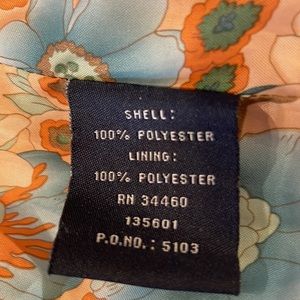 SHELL:
100% POLYESTER
LINING:
100% POLYESTER
RN 34460
135601
P.O.NO.: 5103